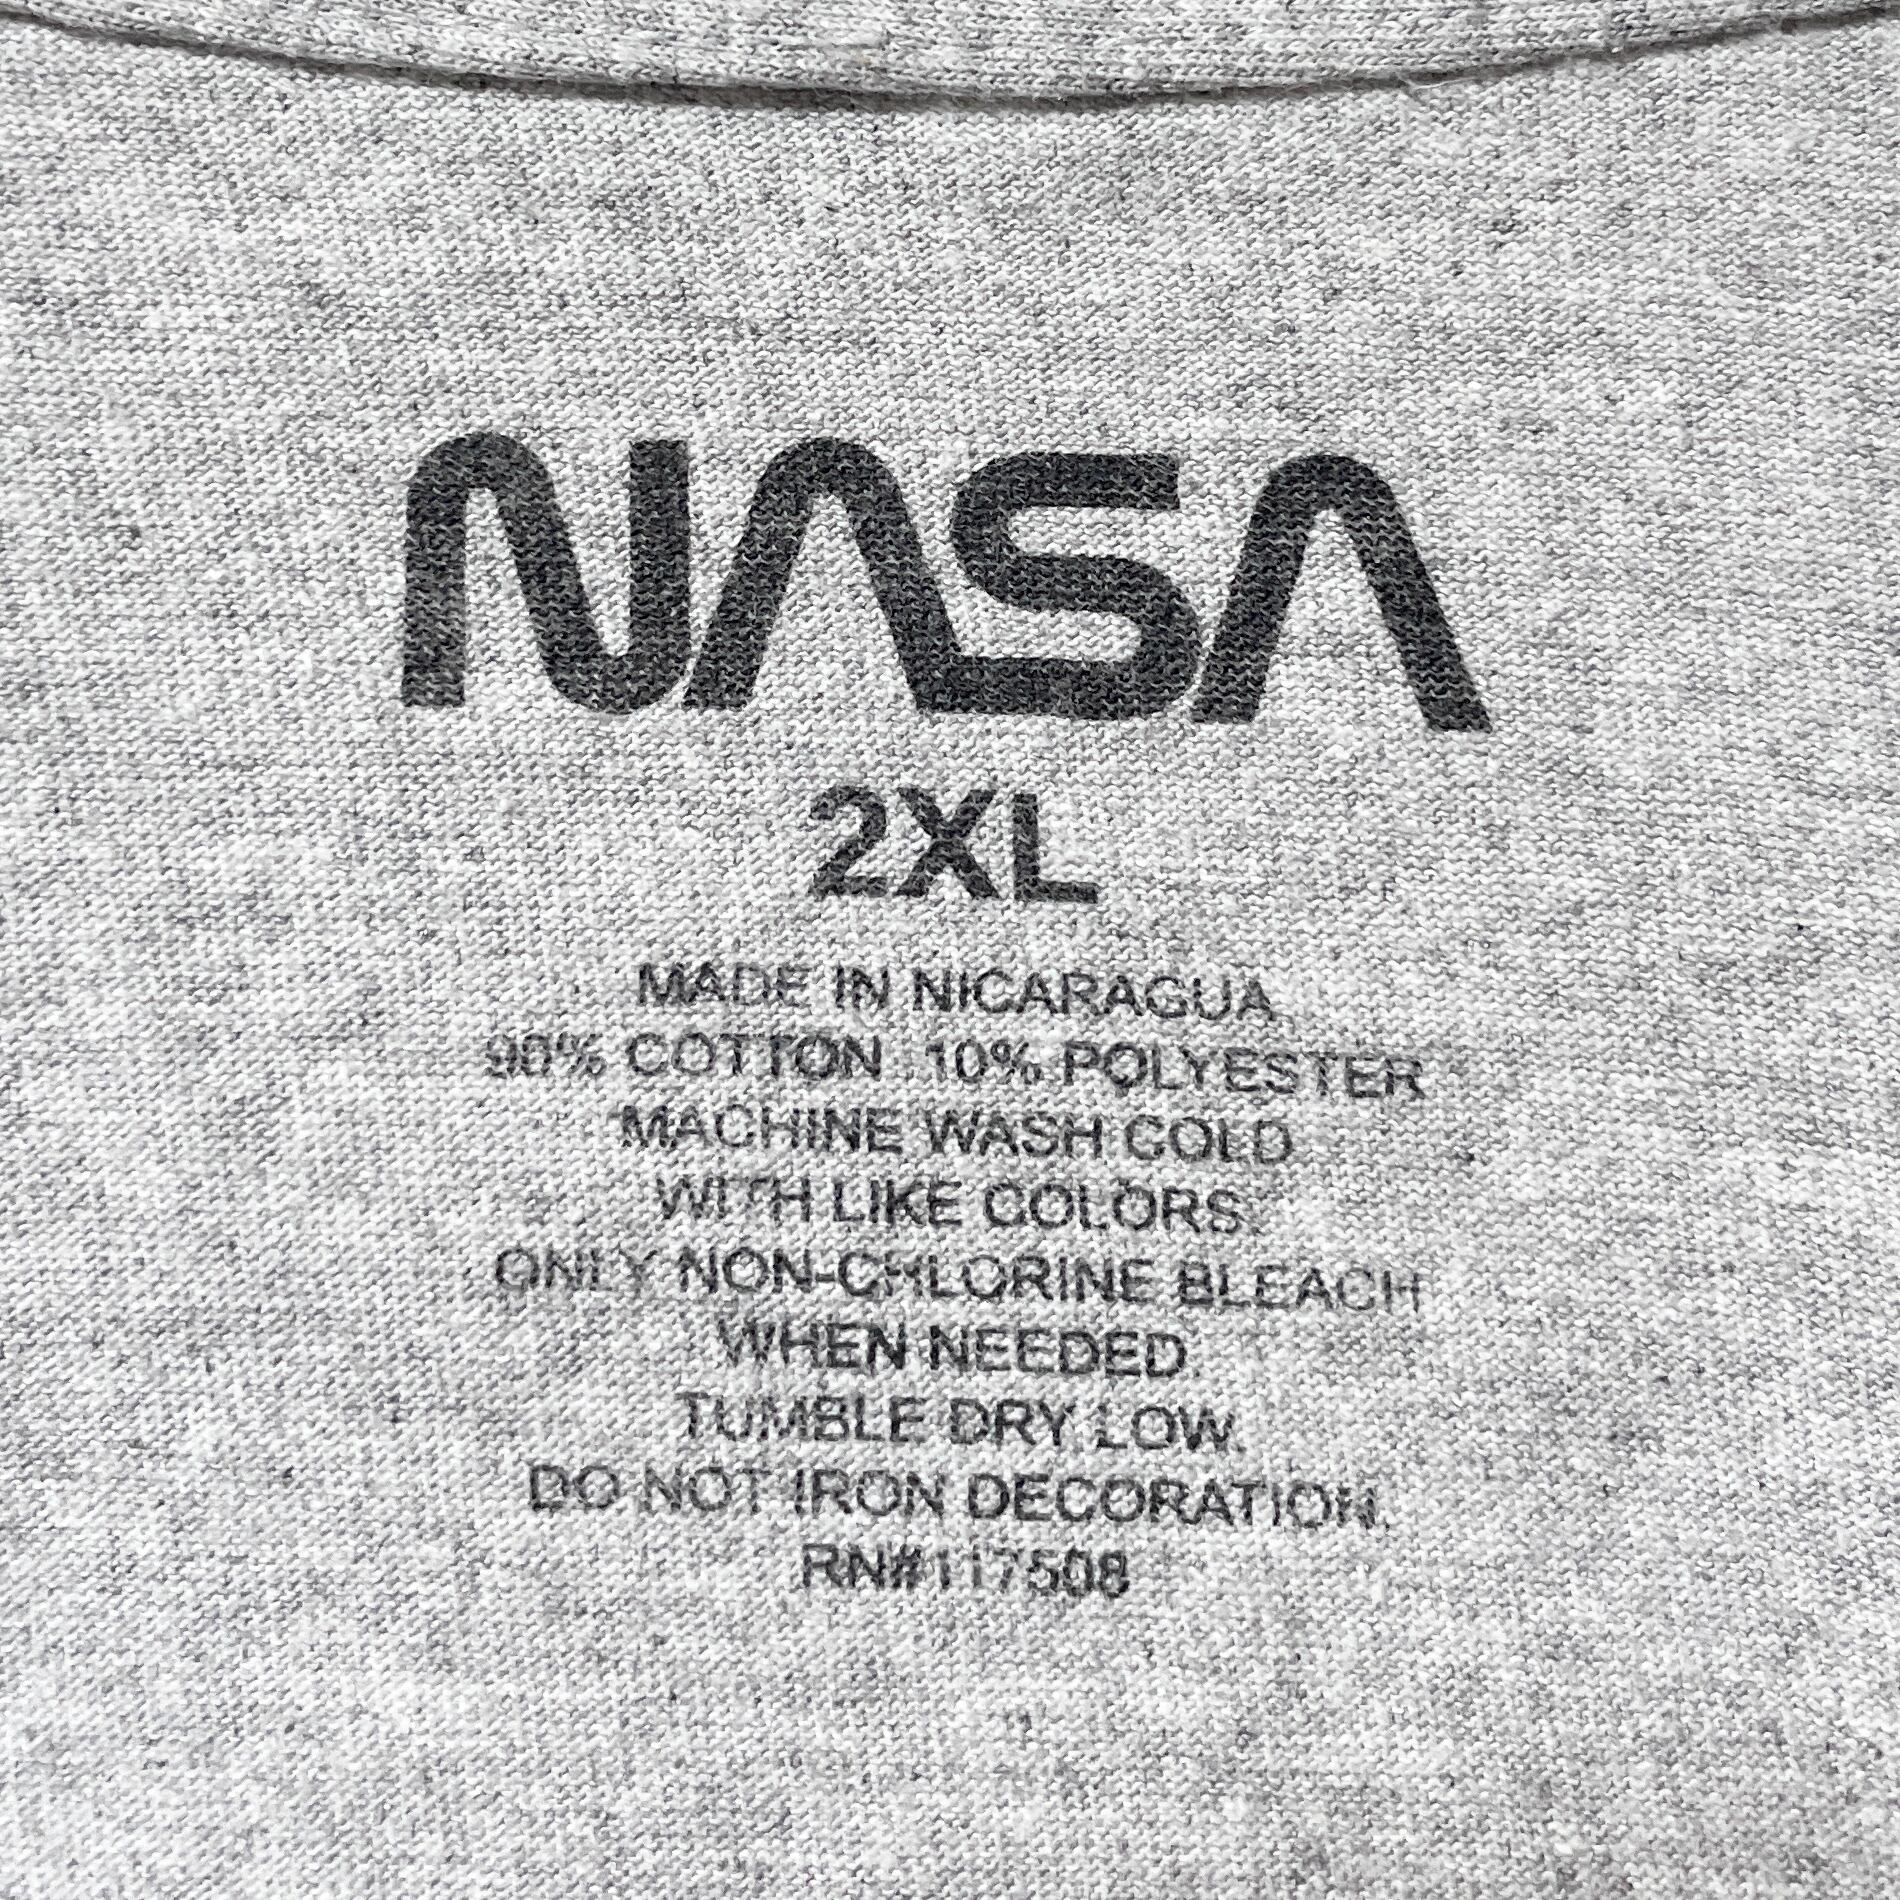 NASA
2XL
MADE IN NICARAGUA
90% COTTON 10% POLYESTER
MACHINE WASH COLD
WITH LIKE COLORS.
ONLY NON-CHLORINE BLEACH
WHEN NEEDED.
TUMBLE DRY LOW.
DO NOT IRON DECORATION.
RN#117508